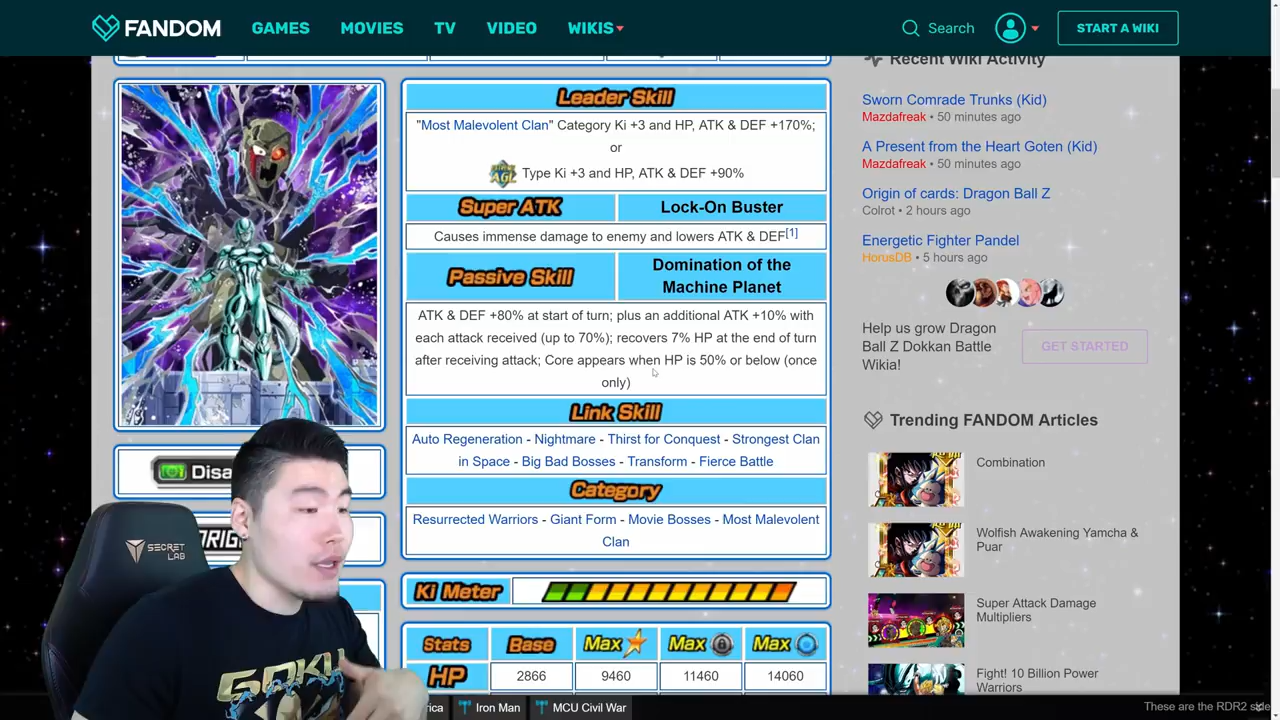 FANDOM GAMES MOVIES TV VIDEO WIKIS Search START A WIKI
Recent Wiki Activity
Sworn Comrade Trunks (Kid)
Mazdafreak • 50 minutes ago
A Present from the Heart Goten (Kid)
Mazdafreak • 50 minutes ago
Origin of cards: Dragon Ball Z
Colrot • 2 hours ago
Energetic Fighter Pandel
HorusDB • 5 hours ago
Help us grow Dragon
Ball Z Dokkan Battle
Wikia!
GET STARTED
Trending FANDOM Articles
Combination
Wolfish Awakening Yamcha &
Puar
Super Attack Damage
Multipliers
Fight! 10 Billion Power
Warriors
Leader Skill
"Most Malevolent Clan" Category Ki +3 and HP, ATK & DEF +170%;
or
EXTREME AGL Type Ki +3 and HP, ATK & DEF +90%
Super ATK Lock-On Buster
Causes immense damage to enemy and lowers ATK & DEF[1]
Passive Skill Domination of the
Machine Planet
ATK & DEF +80% at start of turn; plus an additional ATK +10% with
each attack received (up to 70%); recovers 7% HP at the end of turn
after receiving attack; Core appears when HP is 50% or below (once
only)
Link Skill
Auto Regeneration - Nightmare - Thirst for Conquest - Strongest Clan
in Space - Big Bad Bosses - Transform - Fierce Battle
Category
Resurrected Warriors - Giant Form - Movie Bosses - Most Malevolent
Clan
Ki Meter
Stats Base Max Max Max
HP 2866 9460 11460 14060
SECRET
LAB
GOKU
Iron Man MCU Civil War
These are the RDR2